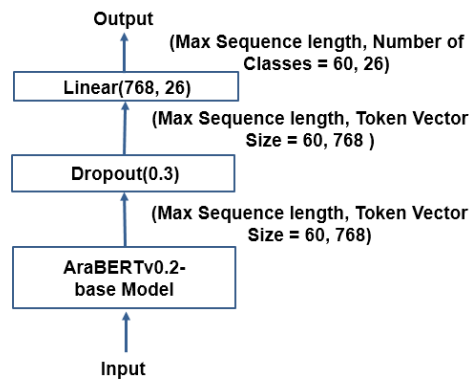 Output
(Max Sequence length, Number of
Classes = 60, 26)
Linear(768, 26)
(Max Sequence length, Token Vector
Size = 60, 768 )
Dropout(0.3)
(Max Sequence length, Token Vector
Size = 60, 768)
AraBERTv0.2-
base Model
Input